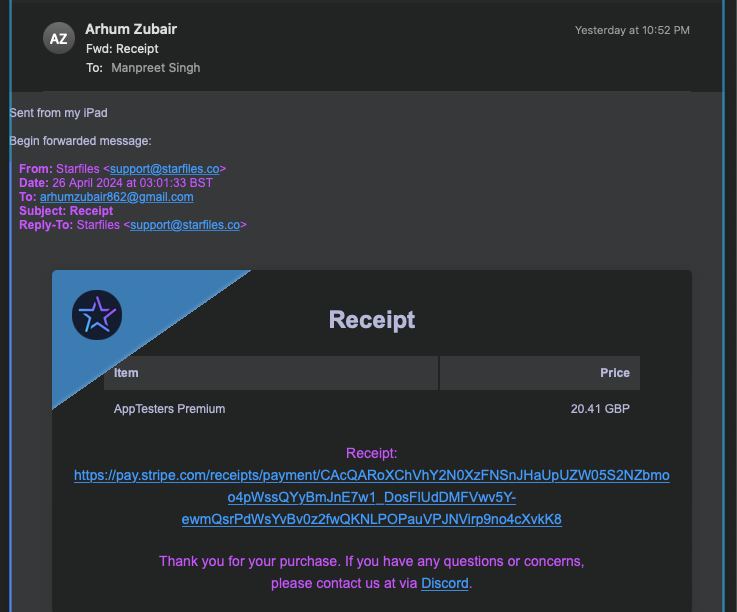 AZ
Arhum Zubair
Yesterday at 10:52 PM
Fwd: Receipt
To: Manpreet Singh
Sent from my iPad
Begin forwarded message:
From: Starfiles <support@starfiles.co>
Date: 26 April 2024 at 03:01:33 BST
To: arhumzubair862@gmail.com
Subject: Receipt
Reply-To: Starfiles <support@starfiles.co>
Receipt
Item Price
AppTesters Premium 20.41 GBP
Receipt:
https://pay.stripe.com/receipts/payment/CAcQARoXChVhY2N0XzFNSnJHaUpUZW05S2NZbmo
o4pWssQYyBmJnE7w1_DosFlUdDMFVwv5Y-
ewmQsrPdWsYvBv0z2fwQKNLPOPauVPJNVirp9no4cXvkK8
Thank you for your purchase. If you have any questions or concerns,
please contact us at via Discord.